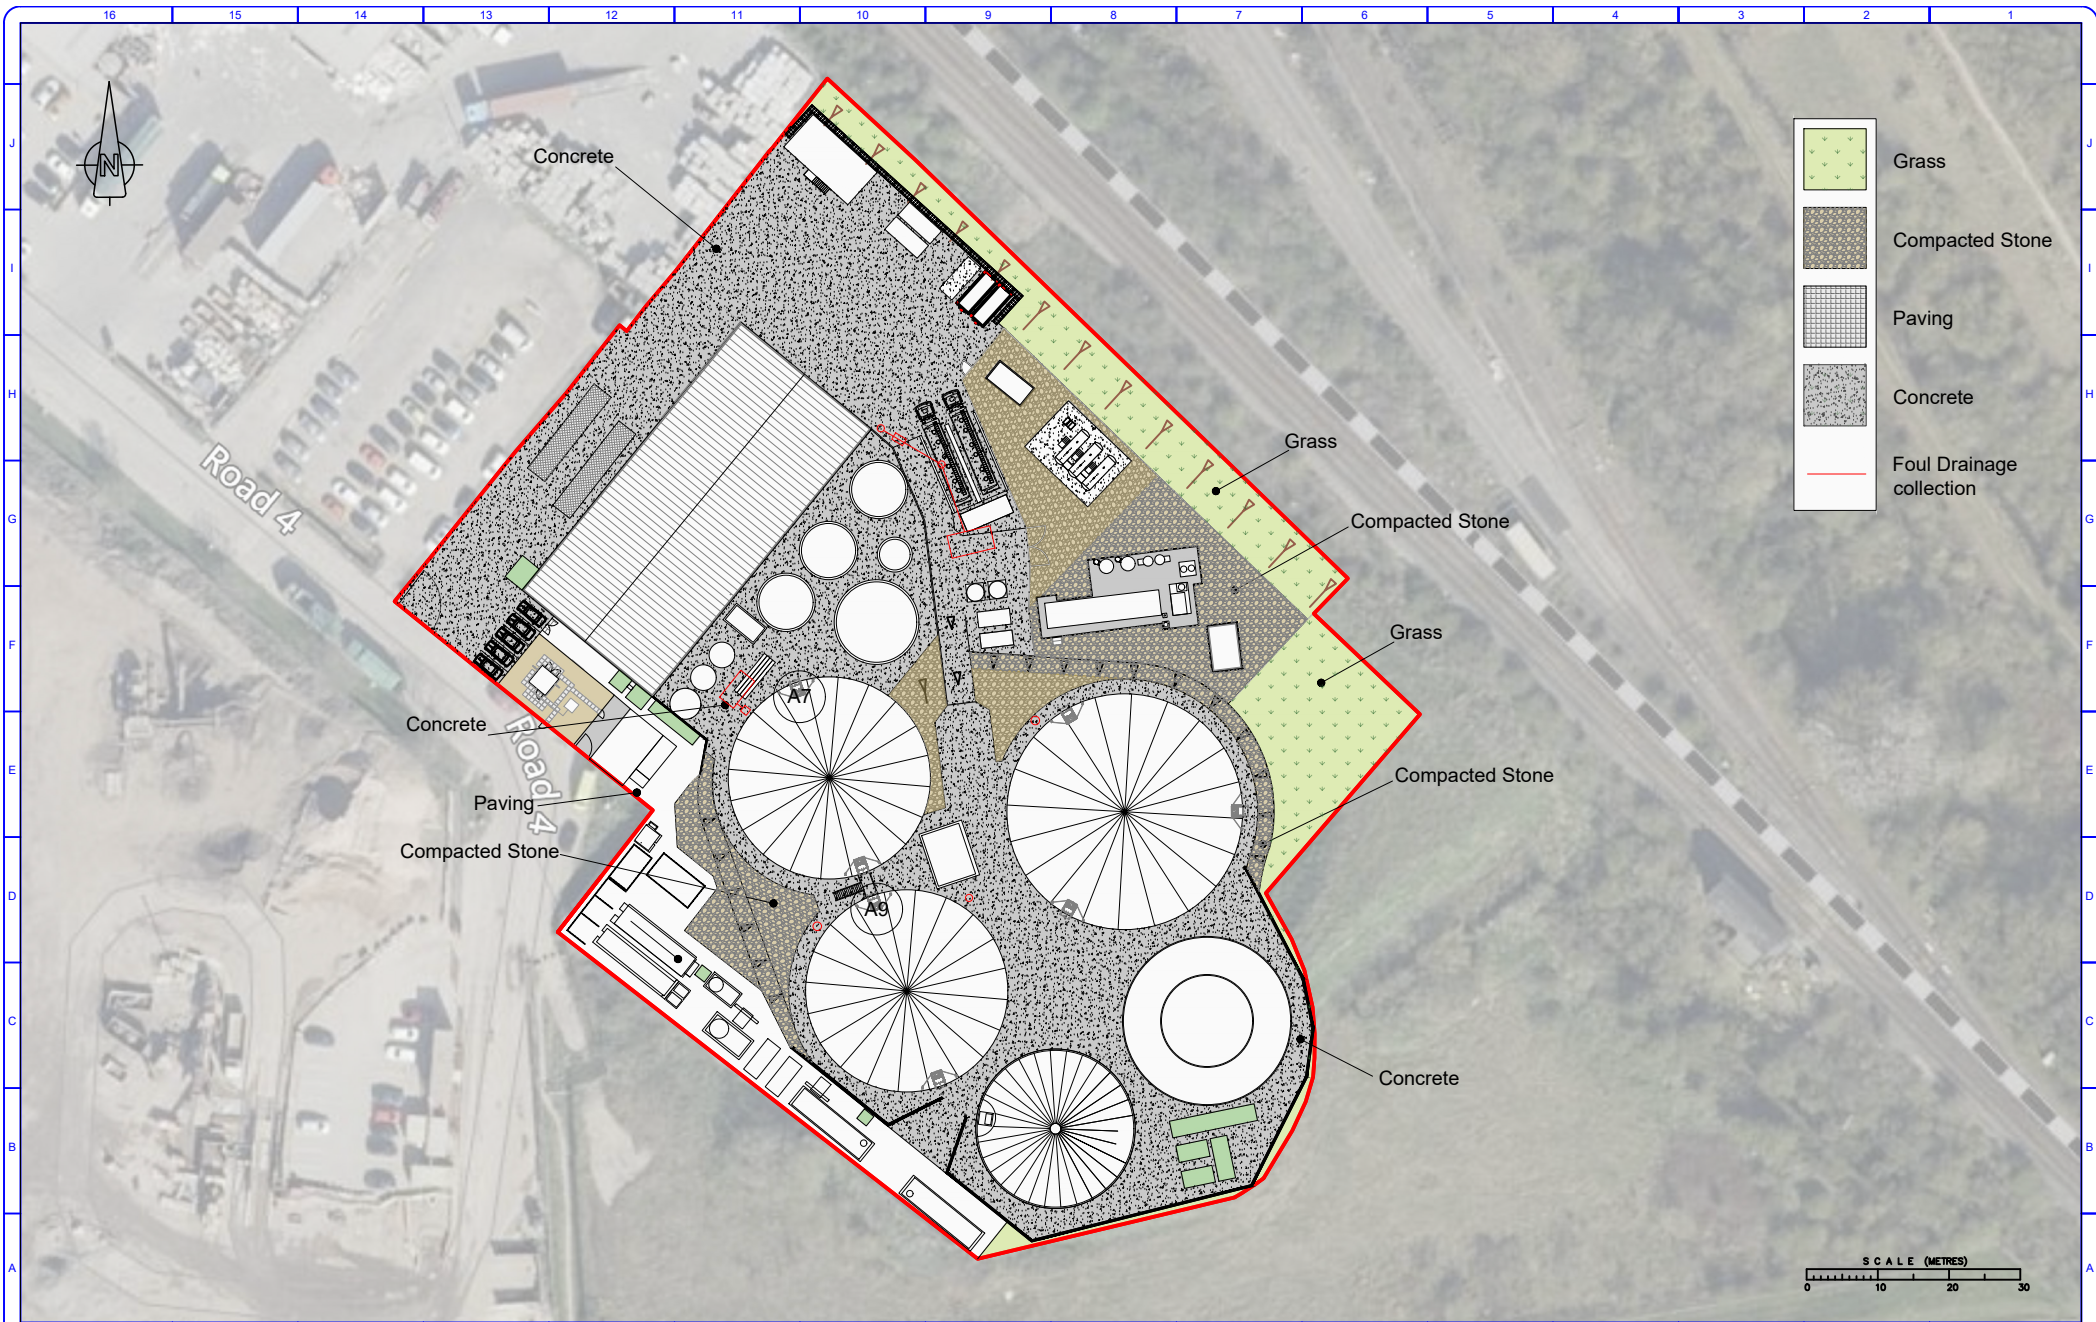 16 15 14 13 12 11 10 9 8 7 6 5 4 3 2 1
J J
I I
H H
G G
F F
E E
D D
C C
B B
A A
N
Concrete
Road 4
Grass
Compacted Stone
Grass
A7
Concrete
Road 4
Compacted Stone
Paving
Compacted Stone
A9
Concrete
Grass
Compacted Stone
Paving
Concrete
Foul Drainage
collection
SCALE (METRES)
0 10 20 30